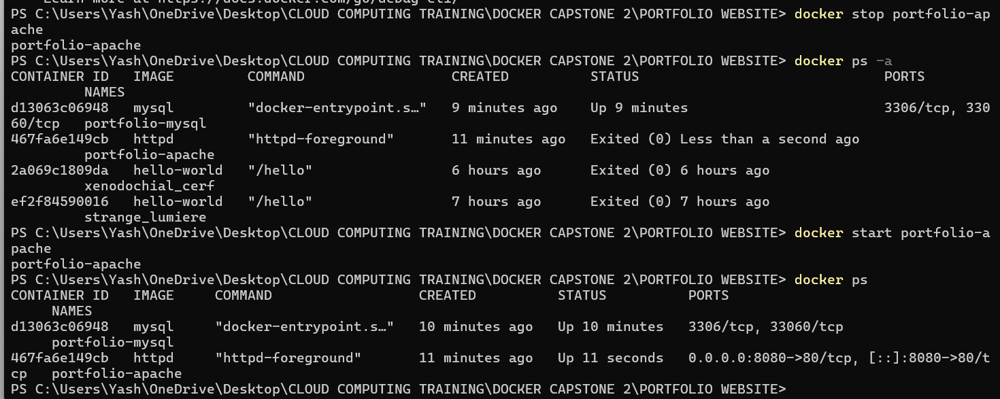 Learn more at https://docs.docker.com/go/debug-cli/
PS C:\Users\Yash\OneDrive\Desktop\CLOUD COMPUTING TRAINING\DOCKER CAPSTONE 2\PORTFOLIO WEBSITE> docker stop portfolio-ap
ache
portfolio-apache
PS C:\Users\Yash\OneDrive\Desktop\CLOUD COMPUTING TRAINING\DOCKER CAPSTONE 2\PORTFOLIO WEBSITE> docker ps -a
CONTAINER ID   IMAGE         COMMAND                  CREATED          STATUS                              PORTS
         NAMES
d13063c06948   mysql         "docker-entrypoint.s…"   9 minutes ago    Up 9 minutes                        3306/tcp, 330
60/tcp   portfolio-mysql
467fa6e149cb   httpd         "httpd-foreground"       11 minutes ago   Exited (0) Less than a second ago
         portfolio-apache
2a069c1809da   hello-world   "/hello"                 6 hours ago      Exited (0) 6 hours ago
         xenodochial_cerf
ef2f84590016   hello-world   "/hello"                 7 hours ago      Exited (0) 7 hours ago
         strange_lumiere
PS C:\Users\Yash\OneDrive\Desktop\CLOUD COMPUTING TRAINING\DOCKER CAPSTONE 2\PORTFOLIO WEBSITE> docker start portfolio-a
pache
portfolio-apache
PS C:\Users\Yash\OneDrive\Desktop\CLOUD COMPUTING TRAINING\DOCKER CAPSTONE 2\PORTFOLIO WEBSITE> docker ps
CONTAINER ID   IMAGE     COMMAND                  CREATED          STATUS          PORTS
     NAMES
d13063c06948   mysql     "docker-entrypoint.s…"   10 minutes ago   Up 10 minutes   3306/tcp, 33060/tcp
     portfolio-mysql
467fa6e149cb   httpd     "httpd-foreground"       11 minutes ago   Up 11 seconds   0.0.0.0:8080->80/tcp, [::]:8080->80/t
cp   portfolio-apache
PS C:\Users\Yash\OneDrive\Desktop\CLOUD COMPUTING TRAINING\DOCKER CAPSTONE 2\PORTFOLIO WEBSITE>